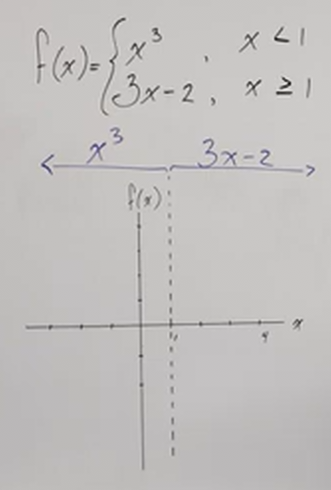 f(x)= { x³ , x < 1
3x-2 , x ≥ 1
x³ 3x-2
f(x)
x
1 4